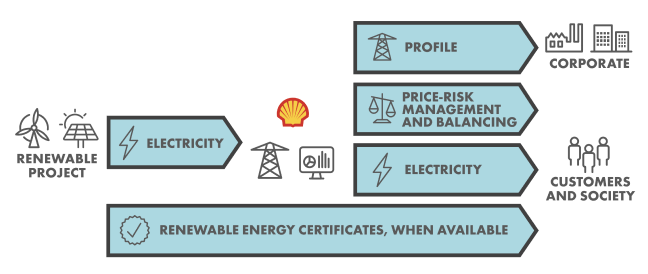 PROFILE
CORPORATE
PRICE-RISK
MANAGEMENT
AND BALANCING
RENEWABLE
PROJECT
ELECTRICITY
ELECTRICITY
CUSTOMERS
AND SOCIETY
RENEWABLE ENERGY CERTIFICATES, WHEN AVAILABLE